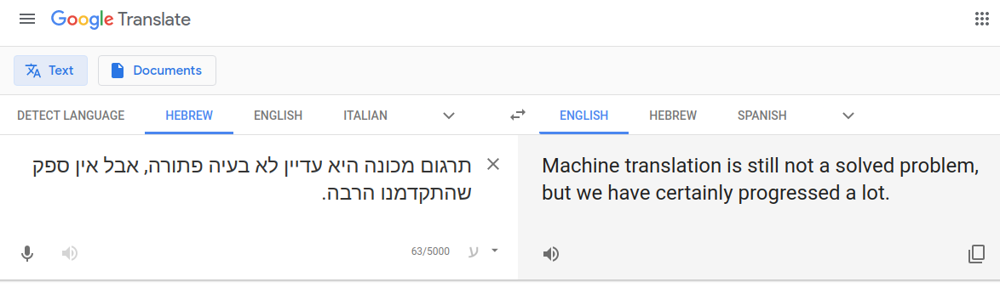 Google Translate
Text
Documents
DETECT LANGUAGE HEBREW ENGLISH ITALIAN
ENGLISH HEBREW SPANISH
תרגום מכונה היא עדיין לא בעיה פתורה, אבל אין ספק
שהתקדמנו הרבה.
63/5000
ע
Machine translation is still not a solved problem,
but we have certainly progressed a lot.